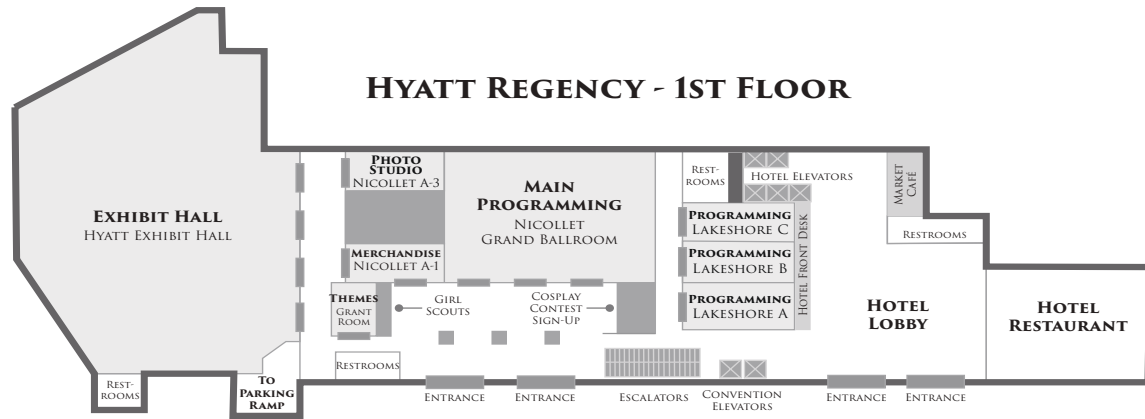 Hyatt Regency - 1st Floor
Exhibit Hall
Hyatt Exhibit Hall
Rest-
rooms
To
Parking
Ramp
Photo
Studio
Nicollet A-3
Merchandise
Nicollet A-1
Themes
Grant
Room
Girl
Scouts
Main
Programming
Nicollet
Grand Ballroom
Cosplay
Contest
Sign-Up
Restrooms
Entrance
Entrance
Escalators
Convention
Elevators
Rest-
rooms
Hotel Elevators
Programming
Lakeshore C
Programming
Lakeshore B
Programming
Lakeshore A
Hotel Front Desk
Market
Café
Restrooms
Hotel
Lobby
Hotel
Restaurant
Entrance
Entrance